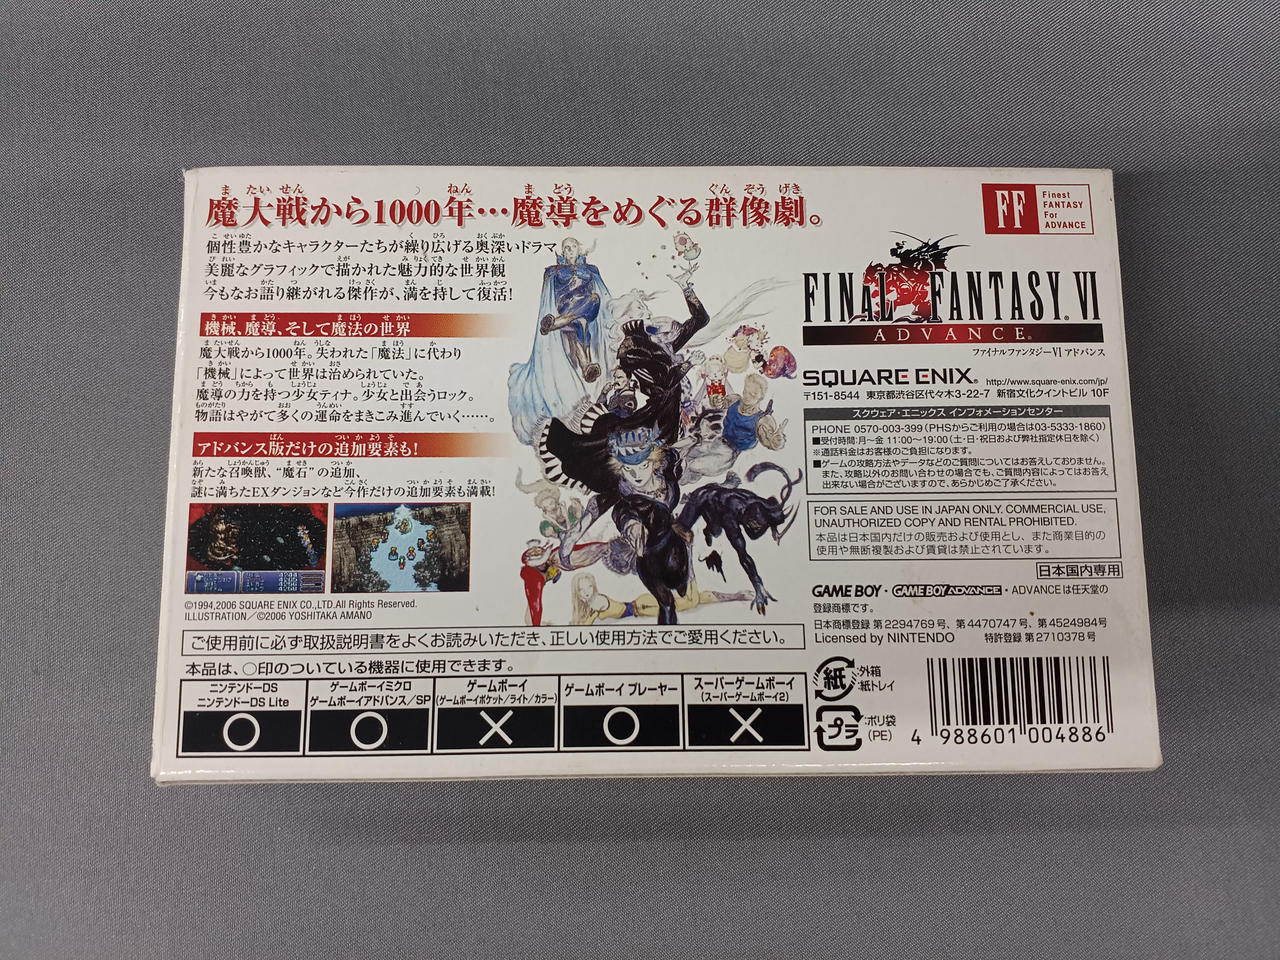 魔大戦から1000年…魔導をめぐる群像劇。
個性豊かなキャラクターたちが繰り広げる奥深いドラマ
美麗なグラフィックで描かれた魅力的な世界観
今もなお語り継がれる傑作が、満を持して復活!
機械、魔導、そして魔法の世界
魔大戦から1000年。失われた「魔法」に代わり
「機械」によって世界は治められていた。
魔導の力を持つ少女ティナ。少女と出会うロック。
物語はやがて多くの運命をまきこみ進んでいく……。
アドバンス版だけの追加要素も!
新たな召喚獣、“魔石”の追加、
謎に満ちたEXダンジョンなど今作だけの追加要素も満載!
©1994,2006 SQUARE ENIX CO.,LTD.All Rights Reserved.
ILLUSTRATION/©2006 YOSHITAKA AMANO
FF
Finest
FANTASY
For
ADVANCE
FINAL FANTASY. VI
ADVANCE.
ファイナルファンタジーVI アドバンス
SQUARE ENIX. http://www.square-enix.com/jp/
〒151-8544 東京都渋谷区代々木3-22-7 新宿文化クイントビル 10F
スクウェア・エニックス インフォメーションセンター
PHONE 0570-003-399 (PHSからご利用の場合は03-5333-1860)
■受付時間:月〜金 11:00〜19:00(土・日・祝日および弊社指定休日を除く)
※通話料金はお客様のご負担になります。
■ゲームの攻略方法やデータなどのご質問についてはお答えしておりません。
また、攻略以外のお問い合わせの場合でも、ご質問内容によってはお答え
出来ない場合がございますので、あらかじめご了承ください。
FOR SALE AND USE IN JAPAN ONLY. COMMERCIAL USE,
UNAUTHORIZED COPY AND RENTAL PROHIBITED.
本品は日本国内だけの販売および使用とし、また商業目的の
使用や無断複製および賃貸は禁止されています。
日本国内専用
GAME BOY・GAME BOY ADVANCE・ADVANCEは任天堂の
登録商標です。
日本商標登録 第2294769号、第4470747号、第4524984号
Licensed by NINTENDO 特許登録 第2710378号
ご使用前に必ず取扱説明書をよくお読みいただき、正しい使用方法でご愛用ください。
本品は、○印のついている機器に使用できます。
ニンテンドーDS
ニンテンドーDS Lite
○
ゲームボーイミクロ
ゲームボーイアドバンス/SP
○
ゲームボーイ
(ゲームボーイポケット/ライト/カラー)
×
ゲームボーイ プレーヤー
○
スーパーゲームボーイ
(スーパーゲームボーイ2)
×
紙
:外箱
:紙トレイ
プラ
:ポリ袋
(PE)
4 988601 004886